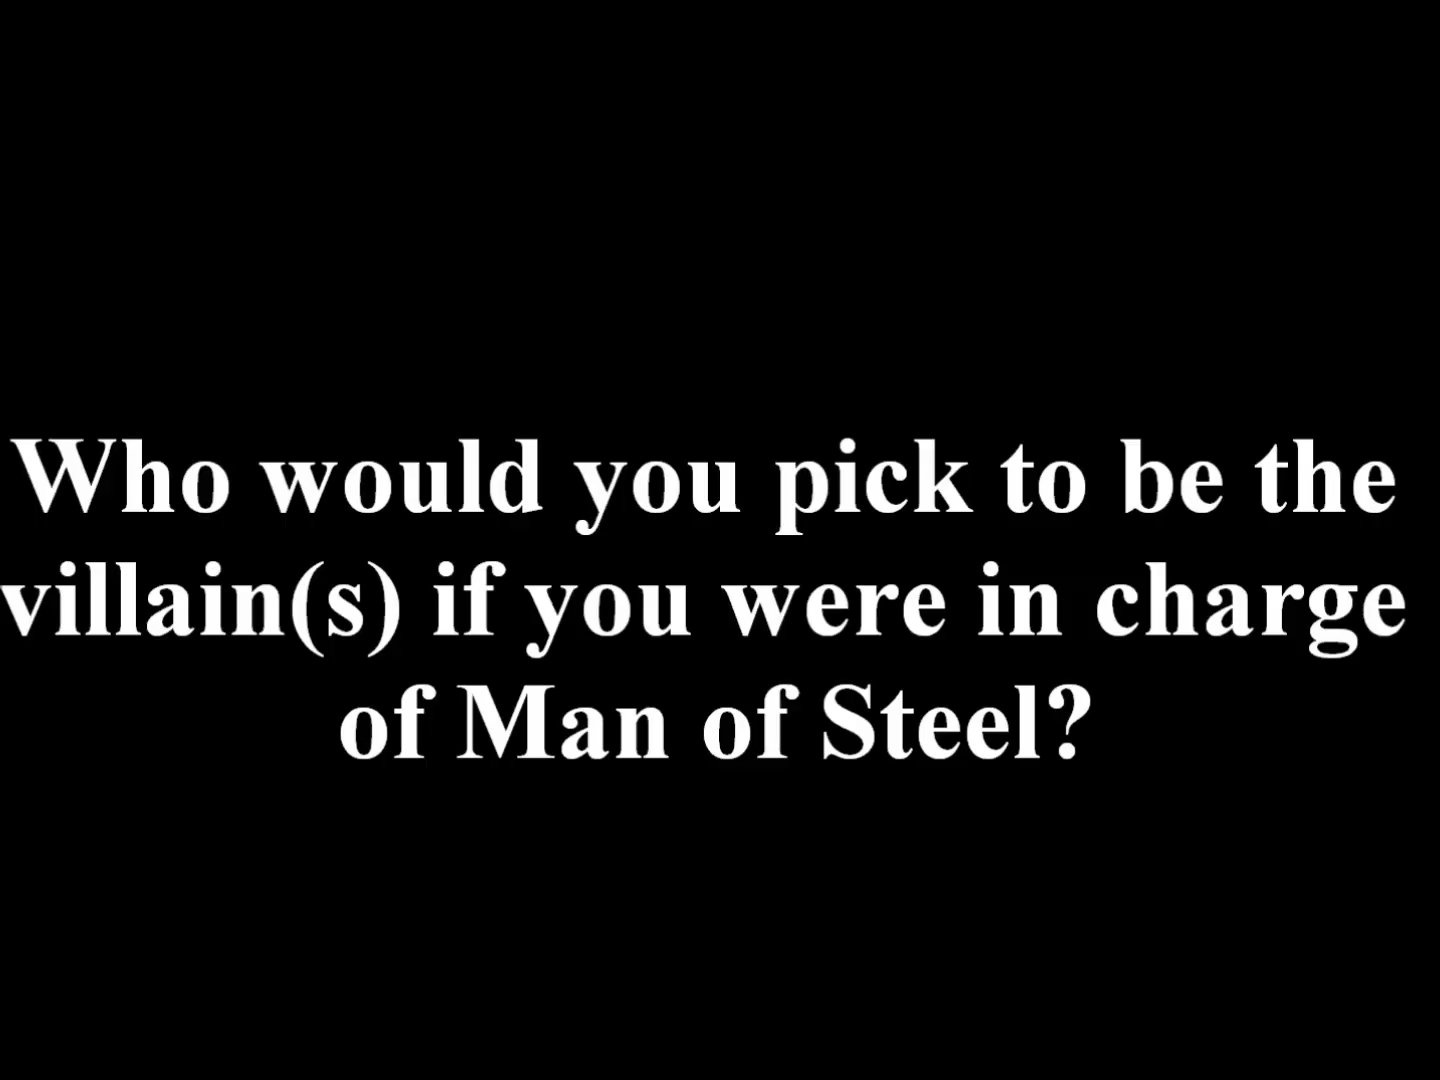 Who would you pick to be the
villain(s) if you were in charge
of Man of Steel?